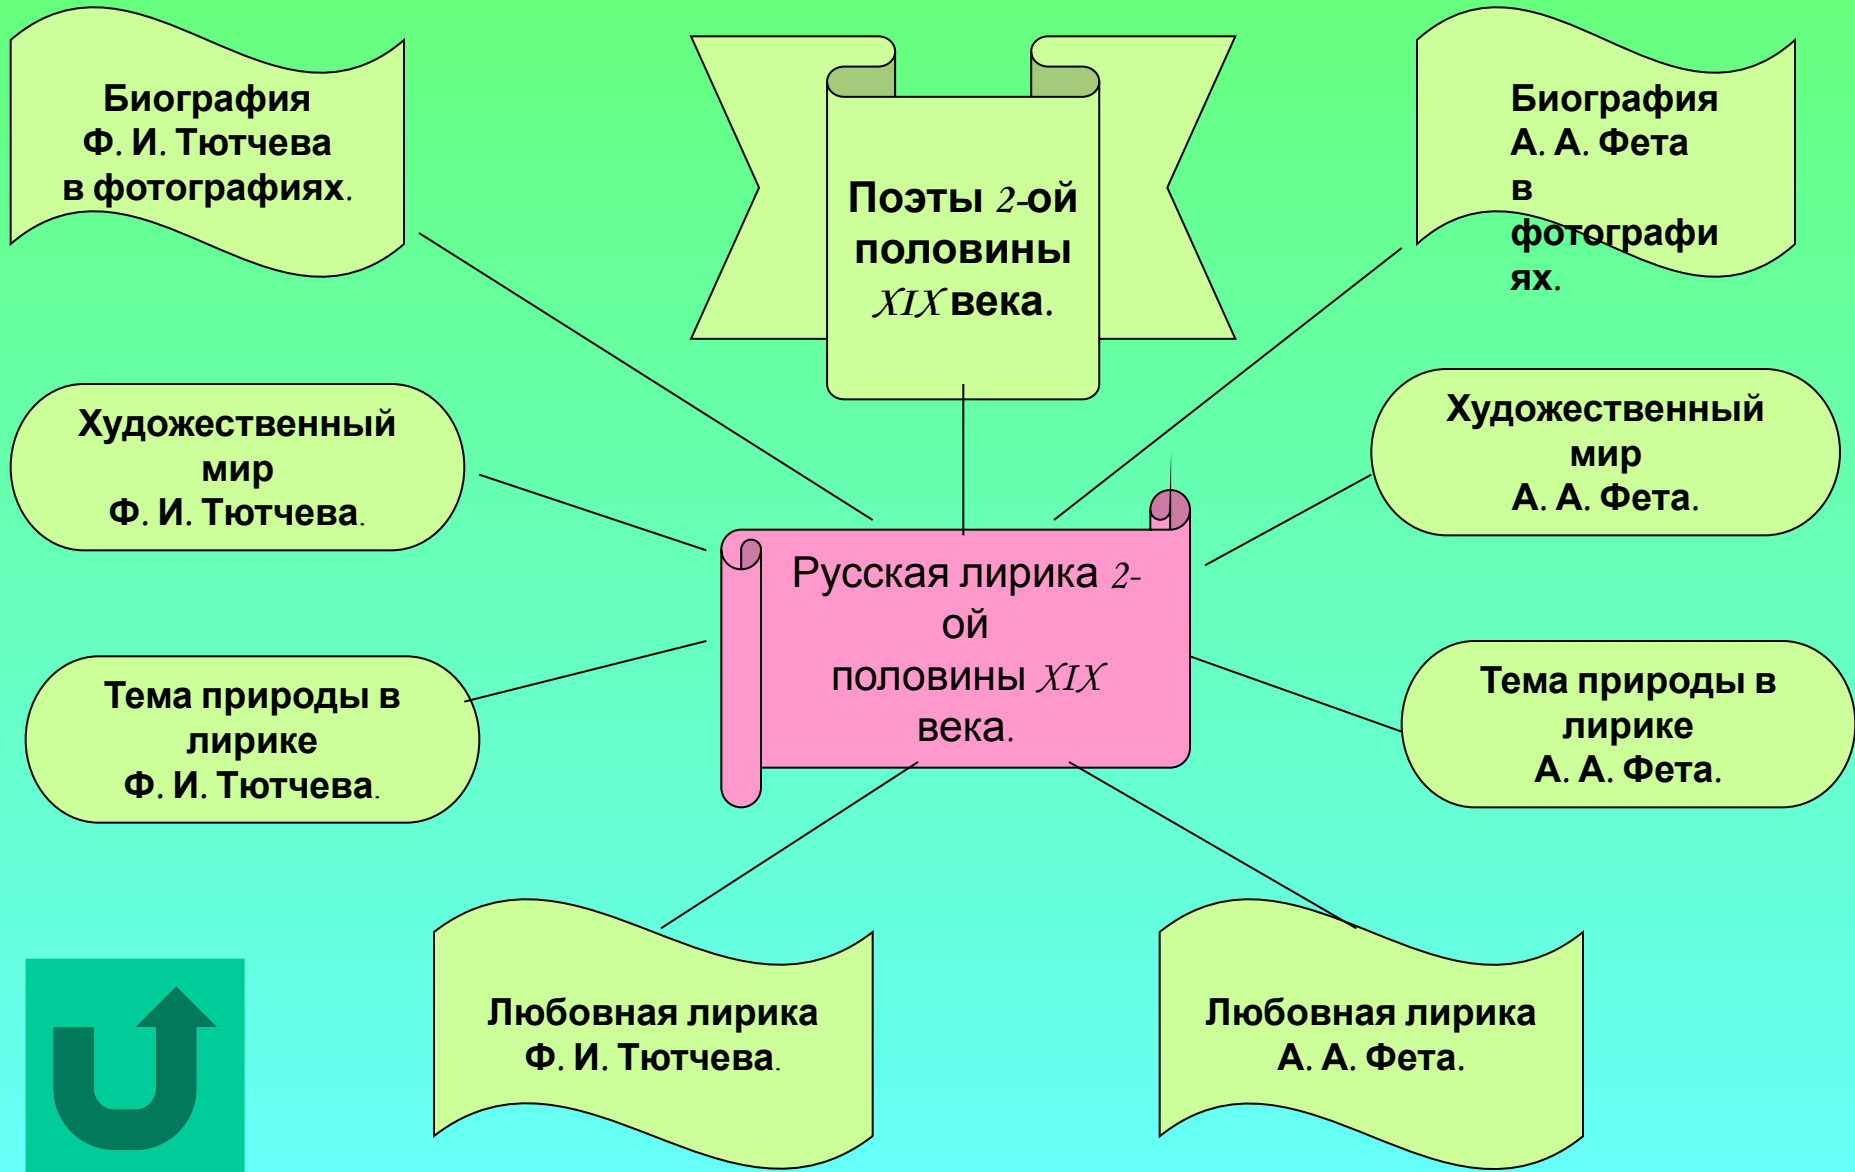 Биография
Ф. И. Тютчева
в фотографиях.
Поэты 2-ой
половины
XIX века.
Биография
А. А. Фета
в
фотографи
ях.
Художественный
мир
Ф. И. Тютчева.
Художественный
мир
А. А. Фета.
Русская лирика 2-
ой
половины XIX
века.
Тема природы в
лирике
Ф. И. Тютчева.
Тема природы в
лирике
А. А. Фета.
Любовная лирика
Ф. И. Тютчева.
Любовная лирика
А. А. Фета.